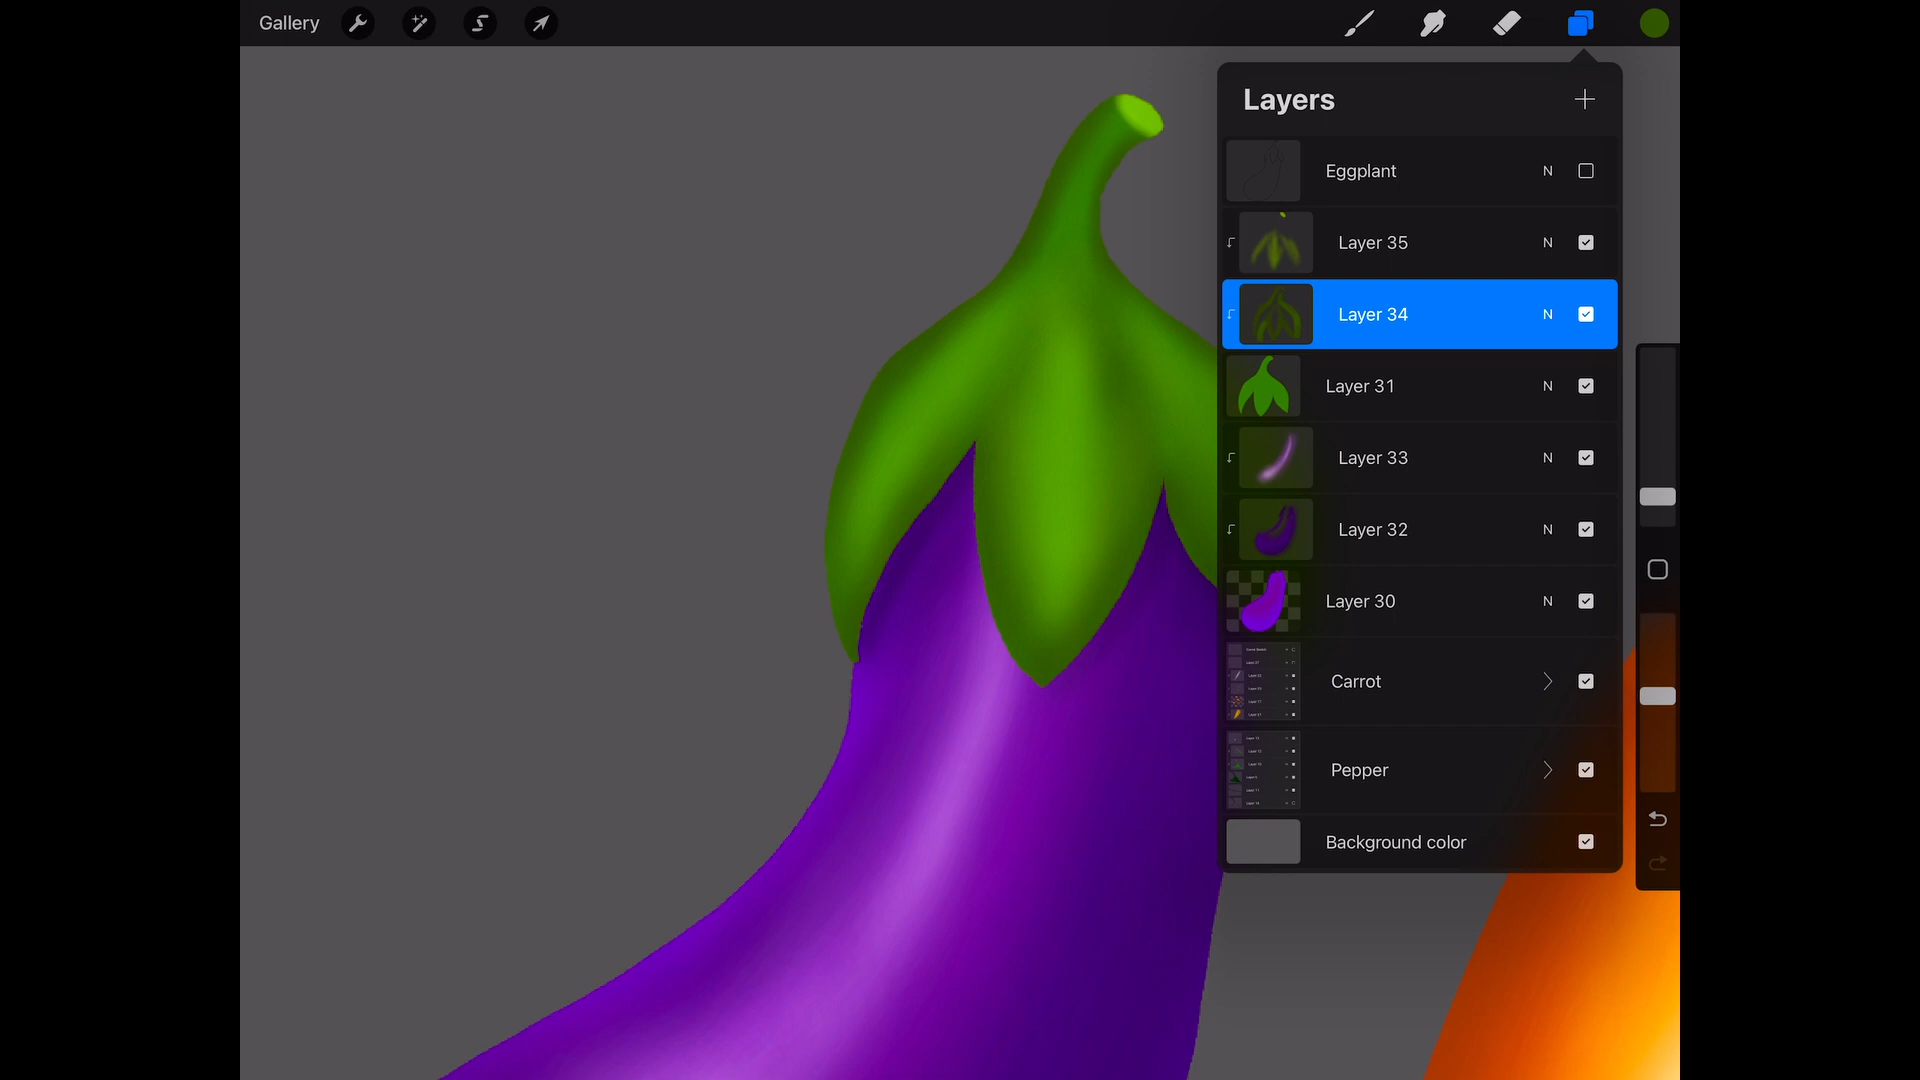 Gallery
Layers
Eggplant N
Layer 35 N
Layer 34 N
Layer 31 N
Layer 33 N
Layer 32 N
Layer 30 N
Carrot
Pepper
Background color